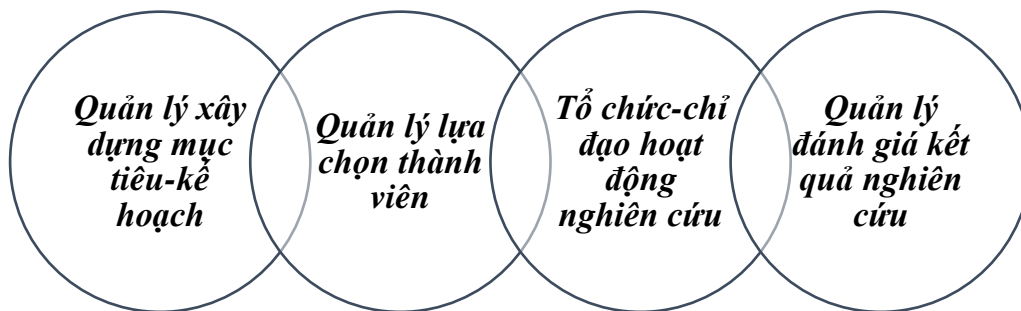 Quản lý xây
dựng mục
tiêu-kế
hoạch
Quản lý lựa
chọn thành
viên
Tổ chức-chỉ
đạo hoạt
động
nghiên cứu
Quản lý
đánh giá kết
quả nghiên
cứu